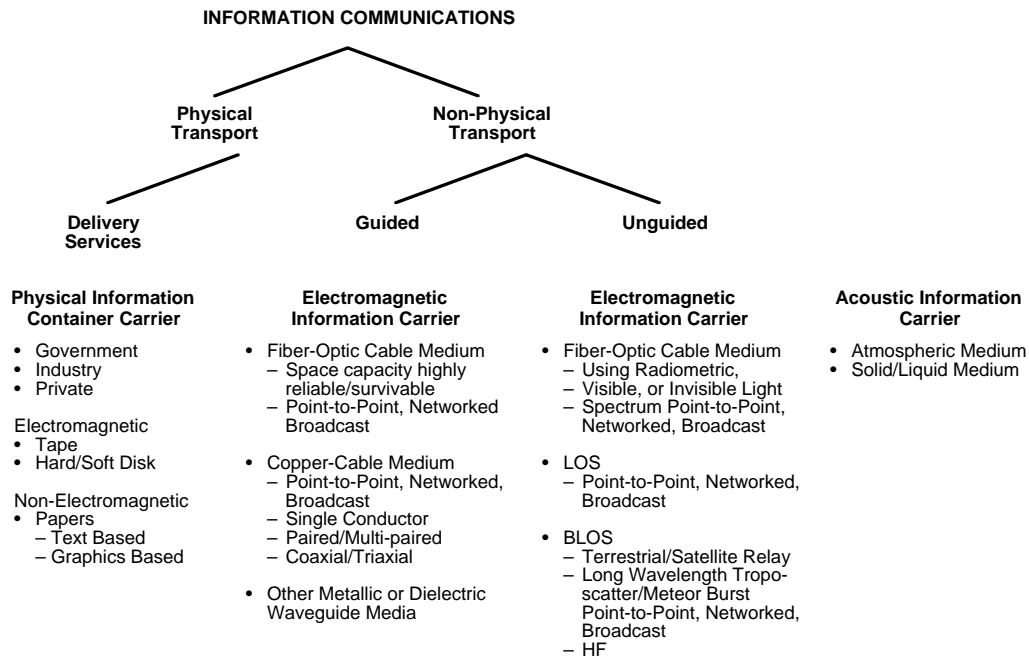 INFORMATION COMMUNICATIONS
Physical
Transport
Non-Physical
Transport
Delivery
Services
Guided
Unguided
Physical Information
Container Carrier
• Government
• Industry
• Private
Electromagnetic
• Tape
• Hard/Soft Disk
Non-Electromagnetic
• Papers
– Text Based
– Graphics Based
Electromagnetic
Information Carrier
• Fiber-Optic Cable Medium
– Space capacity highly
reliable/survivable
– Point-to-Point, Networked
Broadcast
• Copper-Cable Medium
– Point-to-Point, Networked,
Broadcast
– Single Conductor
– Paired/Multi-paired
– Coaxial/Triaxial
• Other Metallic or Dielectric
Waveguide Media
Electromagnetic
Information Carrier
• Fiber-Optic Cable Medium
– Using Radiometric,
– Visible, or Invisible Light
– Spectrum Point-to-Point,
Networked, Broadcast
• LOS
– Point-to-Point, Networked,
Broadcast
• BLOS
– Terrestrial/Satellite Relay
– Long Wavelength Tropo-
scatter/Meteor Burst
Point-to-Point, Networked,
Broadcast
– HF
Acoustic Information
Carrier
• Atmospheric Medium
• Solid/Liquid Medium